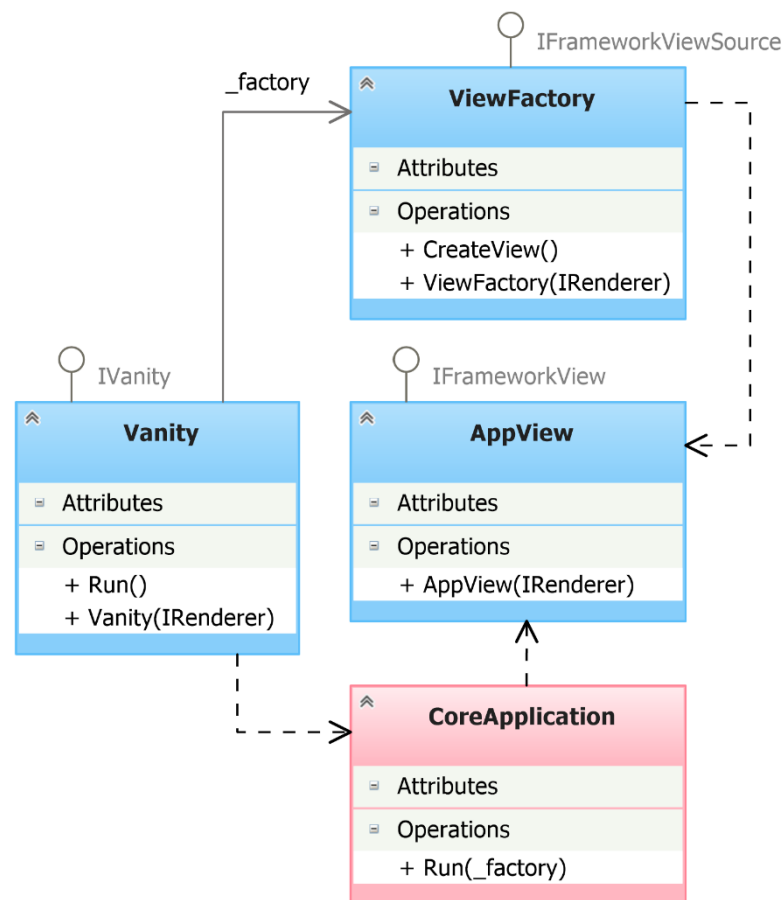 IFrameworkViewSource
_factory
ViewFactory
Attributes
Operations
+ CreateView()
+ ViewFactory(IRenderer)
IVanity
IFrameworkView
Vanity
Attributes
Operations
+ Run()
+ Vanity(IRenderer)
AppView
Attributes
Operations
+ AppView(IRenderer)
CoreApplication
Attributes
Operations
+ Run(_factory)